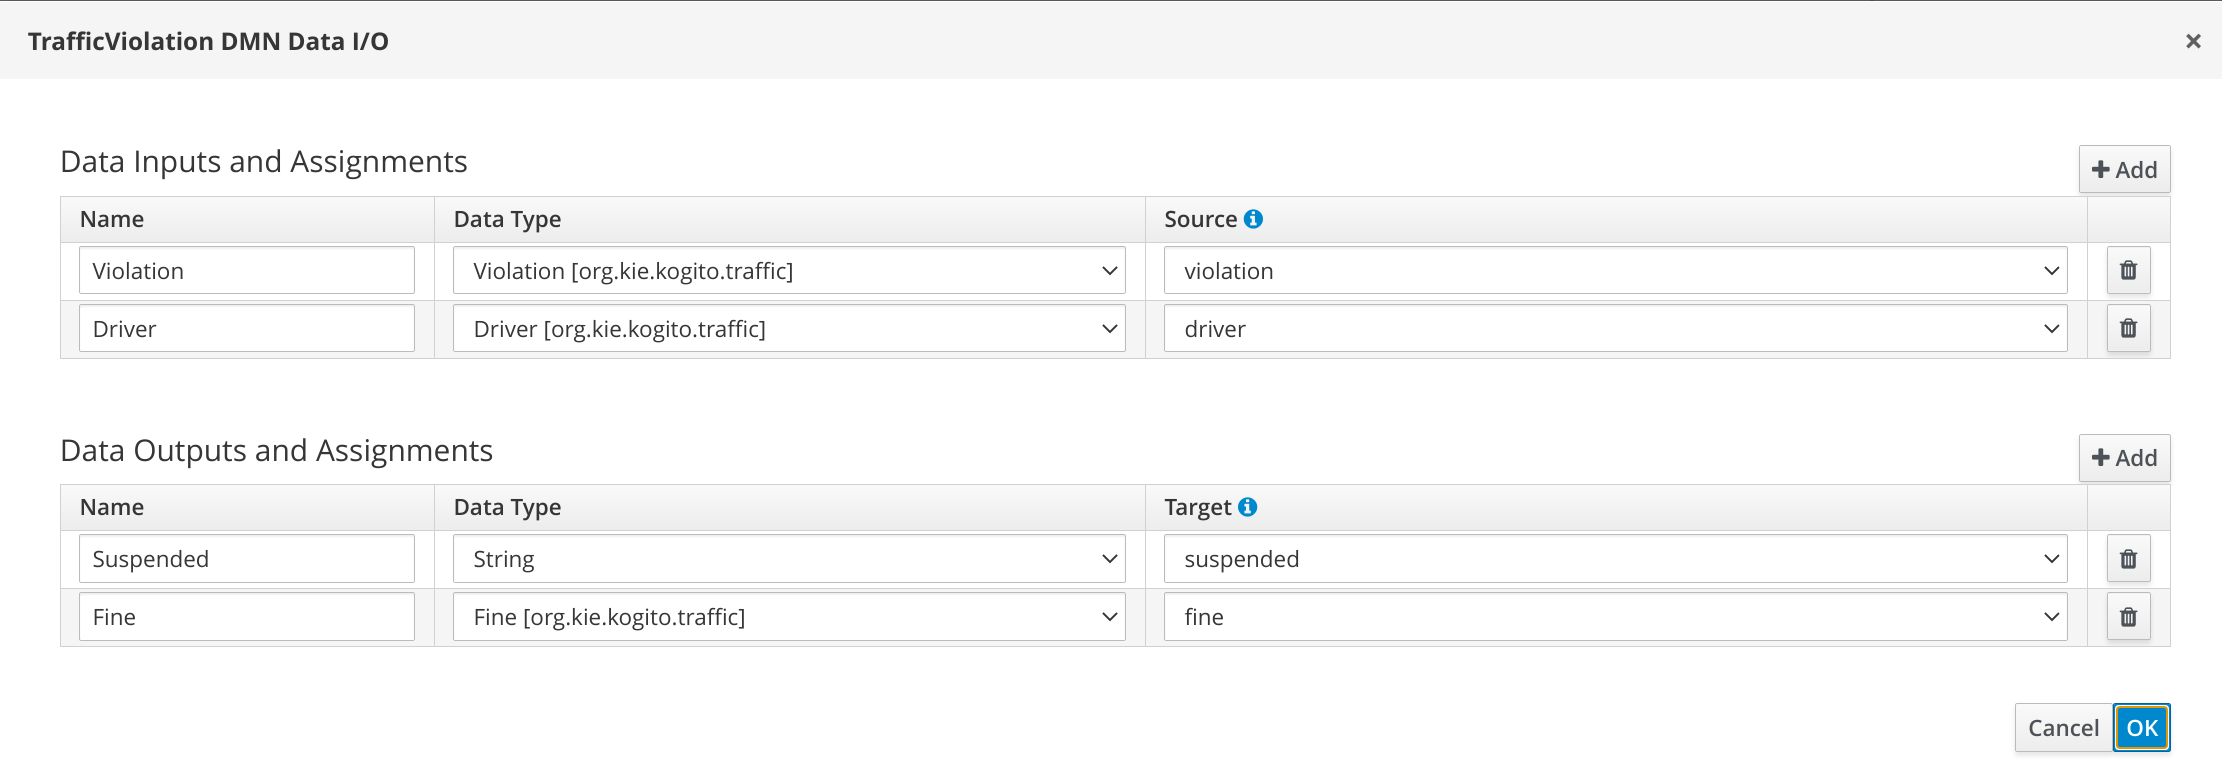 TrafficViolation DMN Data I/O
Data Inputs and Assignments
Add
Name Data Type Source
Violation Violation [org.kie.kogito.traffic] violation
Driver Driver [org.kie.kogito.traffic] driver
Data Outputs and Assignments
Add
Name Data Type Target
Suspended String suspended
Fine Fine [org.kie.kogito.traffic] fine
Cancel OK